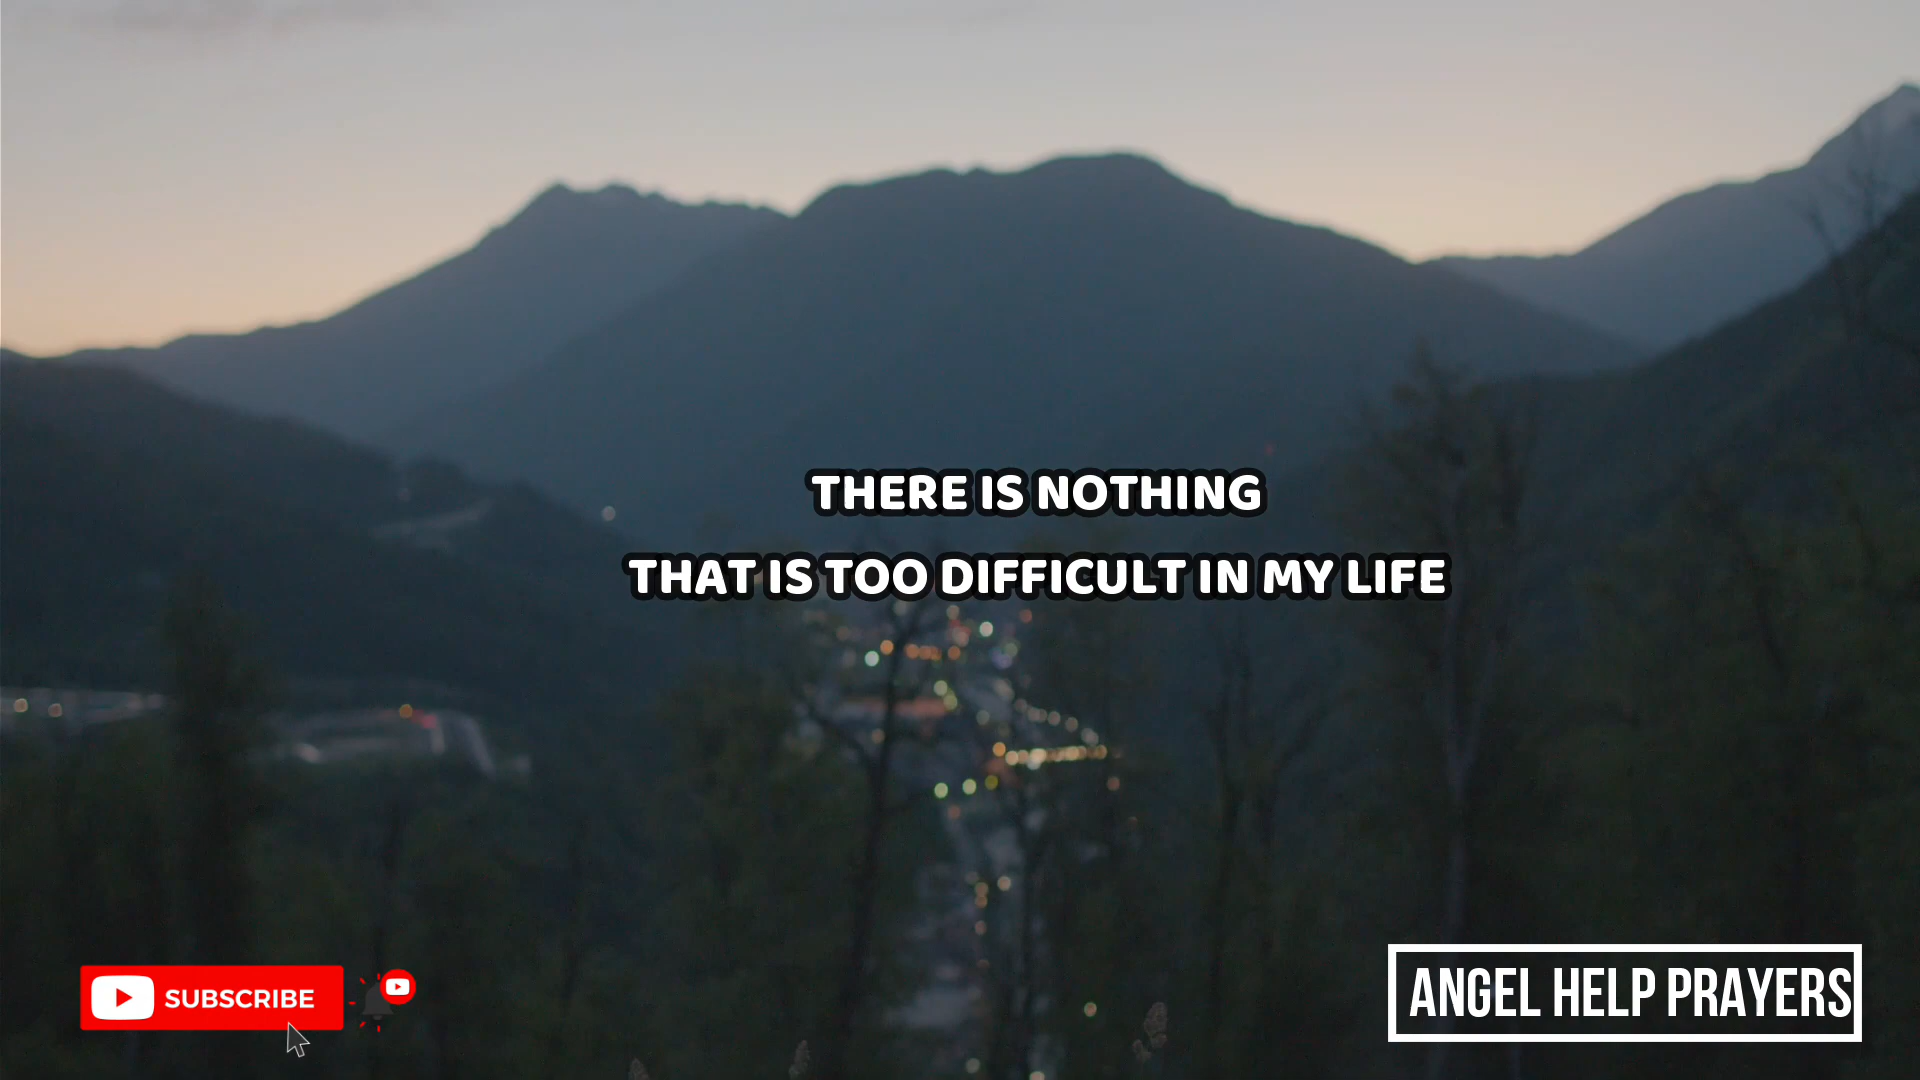 THERE IS NOTHING
THAT IS TOO DIFFICULT IN MY LIFE
SUBSCRIBE
ANGEL HELP PRAYERS